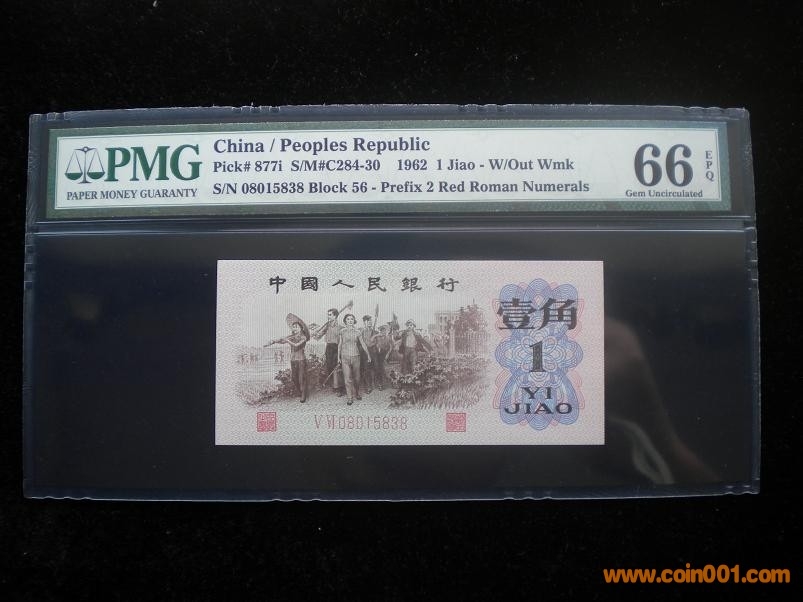 PMG
PAPER MONEY GUARANTY
China / Peoples Republic
Pick# 877i S/M#C284-30 1962 1 Jiao - W/Out Wmk
S/N 08015838 Block 56 - Prefix 2 Red Roman Numerals
66 EPQ
Gem Uncirculated
中國人民銀行
壹角
1
YI
JIAO
V VI 08015838
www.coin001.com